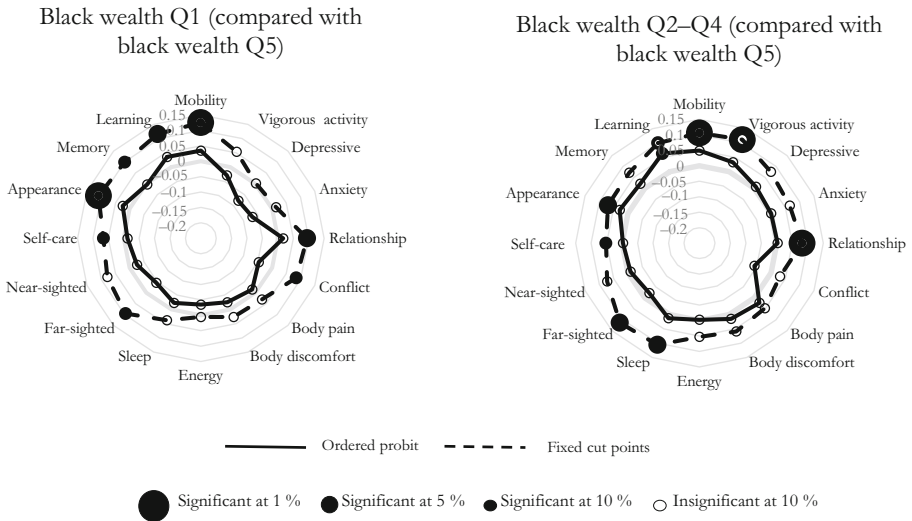 Black wealth Q1 (compared with
black wealth Q5)
Mobility
Vigorous activity
Depressive
Anxiety
Relationship
Conflict
Body pain
Body discomfort
Energy
Sleep
Far-sighted
Near-sighted
Self-care
Appearance
Memory
Learning
0.15
0.1
0.05
0
−0.05
−0.1
−0.15
−0.2
Black wealth Q2–Q4 (compared with
black wealth Q5)
Mobility
Vigorous activity
Depressive
Anxiety
Relationship
Conflict
Body pain
Body discomfort
Energy
Sleep
Far-sighted
Near-sighted
Self-care
Appearance
Memory
Learning
0.15
0.1
0.05
0
−0.05
−0.1
−0.15
−0.2
Ordered probit
Fixed cut points
Significant at 1 %
Significant at 5 %
Significant at 10 %
Insignificant at 10 %